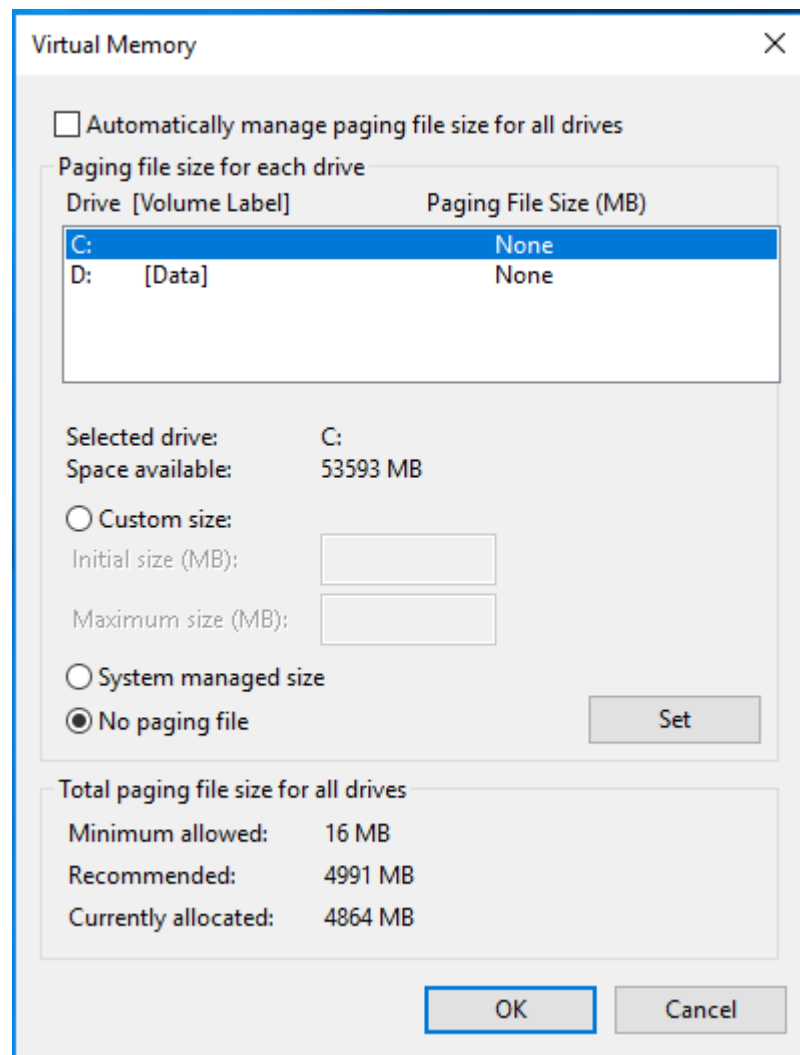 Virtual Memory
Automatically manage paging file size for all drives
Paging file size for each drive
Drive [Volume Label] Paging File Size (MB)
C: None
D: [Data] None
Selected drive: C:
Space available: 53593 MB
Custom size:
Initial size (MB):
Maximum size (MB):
System managed size
No paging file Set
Total paging file size for all drives
Minimum allowed: 16 MB
Recommended: 4991 MB
Currently allocated: 4864 MB
OK Cancel